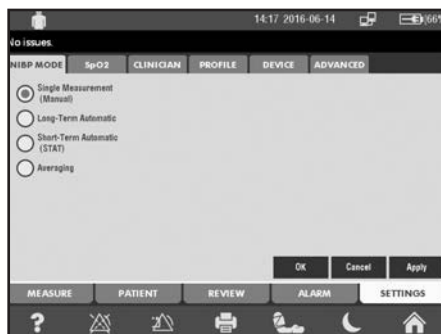 14:17 2016-06-14 66%
No issues.
NIBP MODE SpO2 CLINICIAN PROFILE DEVICE ADVANCED
Single Measurement
(Manual)
Long-Term Automatic
Short-Term Automatic
(STAT)
Averaging
OK Cancel Apply
MEASURE PATIENT REVIEW ALARM SETTINGS
?